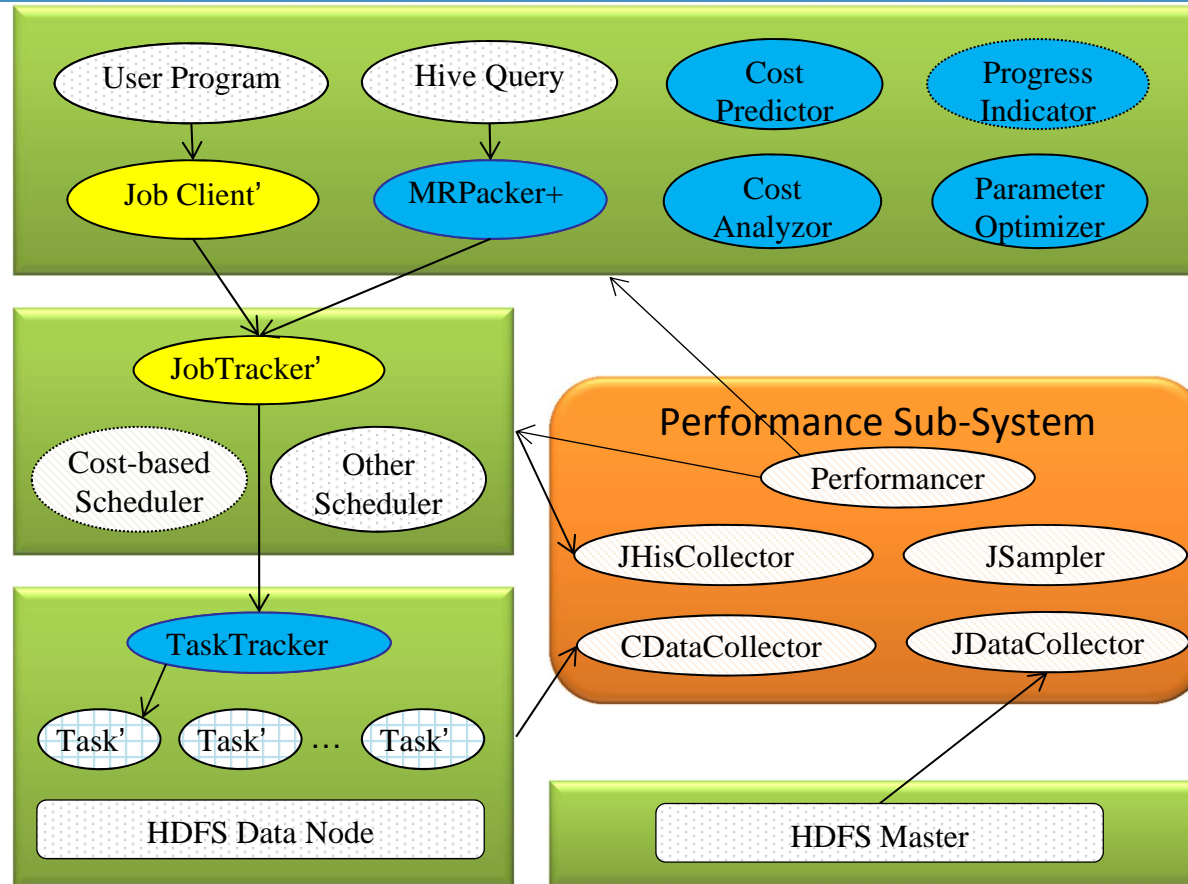 User Program
Hive Query
Cost
Predictor
Progress
Indicator
Job Client’
MRPacker+
Cost
Analyzor
Parameter
Optimizer
JobTracker’
Cost-based
Scheduler
Other
Scheduler
Performance Sub-System
Performancer
JHisCollector
JSampler
CDataCollector
JDataCollector
TaskTracker
Task’
Task’
…
Task’
HDFS Data Node
HDFS Master